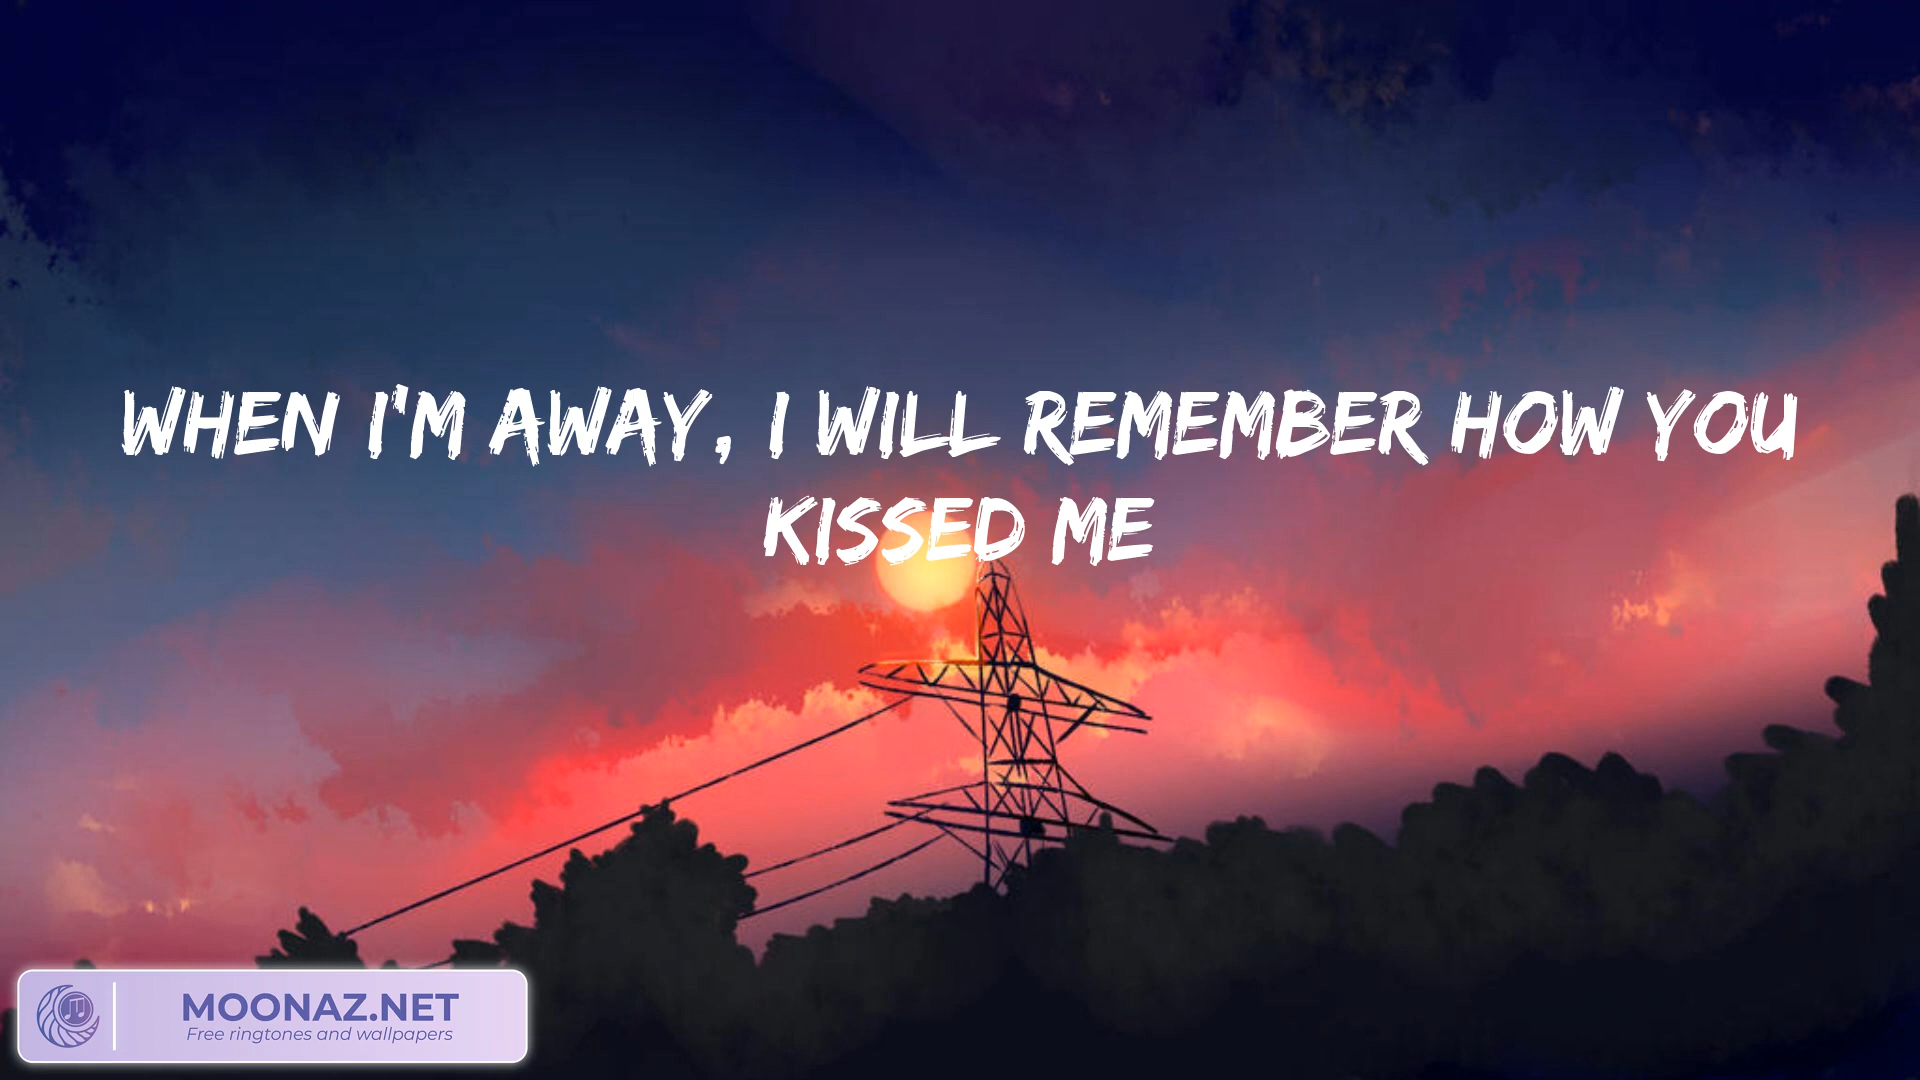 WHEN I'M AWAY, I WILL REMEMBER HOW YOU
KISSED ME
MOONAZ.NET
Free ringtones and wallpapers